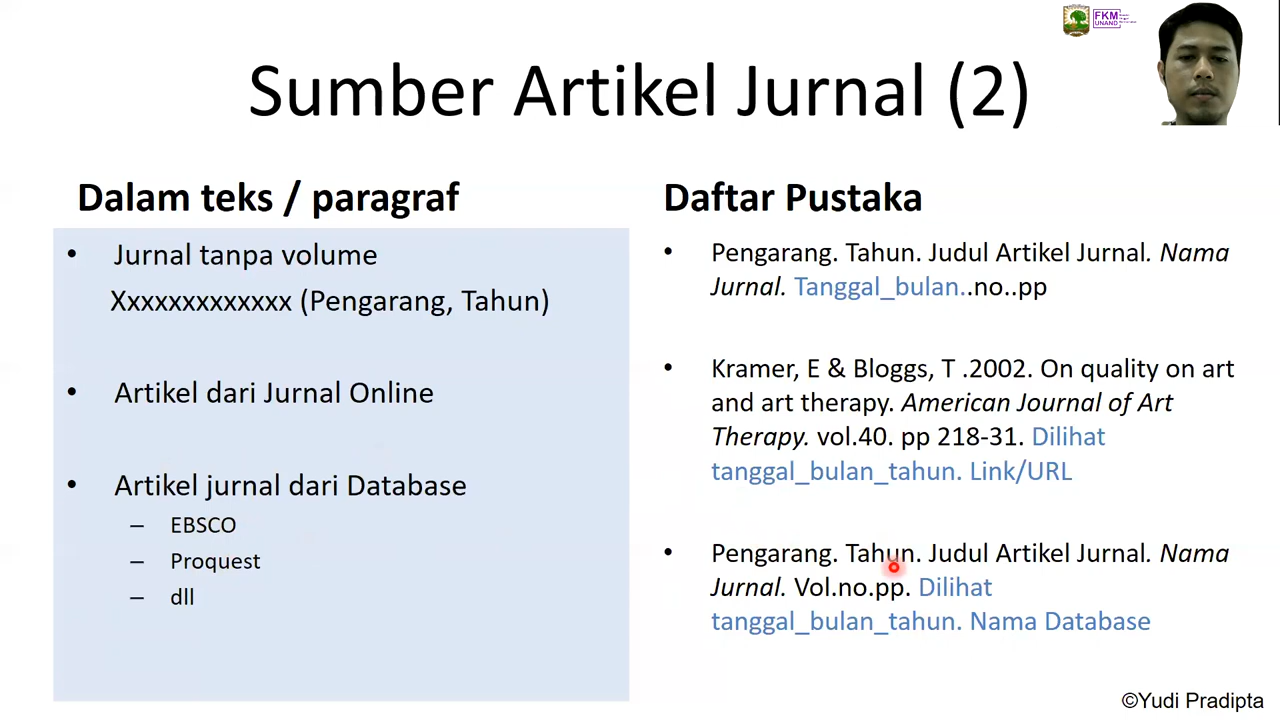 FKM
UNAND
Sumber Artikel Jurnal (2)
Dalam teks / paragraf
• Jurnal tanpa volume
Xxxxxxxxxxxxx (Pengarang, Tahun)
• Artikel dari Jurnal Online
• Artikel jurnal dari Database
– EBSCO
– Proquest
– dll
Daftar Pustaka
• Pengarang. Tahun. Judul Artikel Jurnal. Nama
Jurnal. Tanggal_bulan..no..pp
• Kramer, E & Bloggs, T .2002. On quality on art
and art therapy. American Journal of Art
Therapy. vol.40. pp 218-31. Dilihat
tanggal_bulan_tahun. Link/URL
• Pengarang. Tahun. Judul Artikel Jurnal. Nama
Jurnal. Vol.no.pp. Dilihat
tanggal_bulan_tahun. Nama Database
©Yudi Pradipta